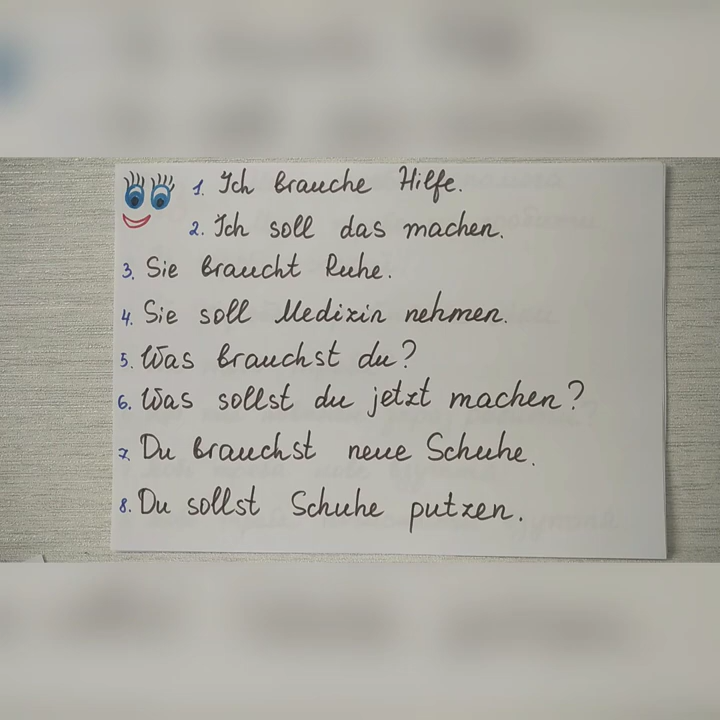 1. Ich brauche Hilfe.
2. Ich soll das machen.
3. Sie braucht Ruhe.
4. Sie soll Medizin nehmen.
5. Was brauchst du?
6. Was sollst du jetzt machen?
7. Du brauchst neue Schuhe.
8. Du sollst Schuhe putzen.